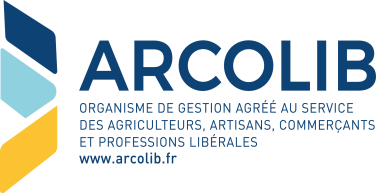 ARCOLIB
ORGANISME DE GESTION AGRÉÉ AU SERVICE
DES AGRICULTEURS, ARTISANS, COMMERÇANTS
ET PROFESSIONS LIBÉRALES
www.arcolib.fr